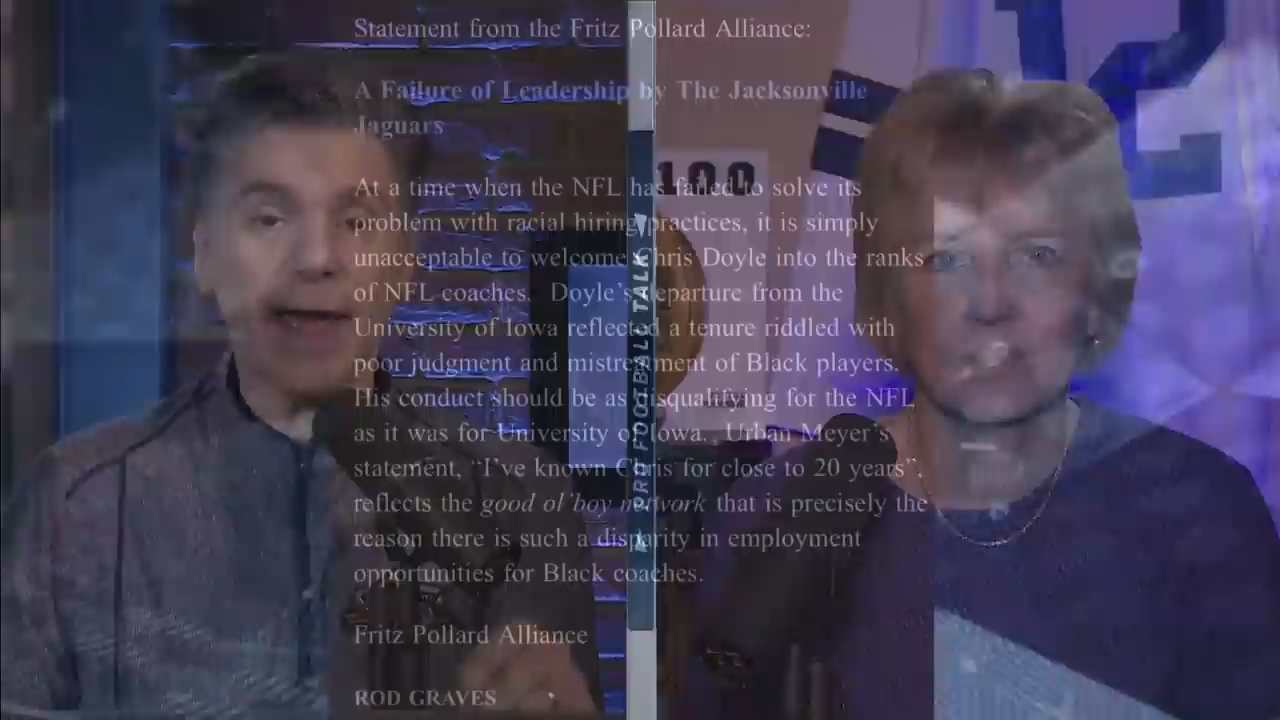 Statement from the Fritz Pollard Alliance:
A Failure of Leadership by The Jacksonville
Jaguars
At a time when the NFL has failed to solve its
problem with racial hiring practices, it is simply
unacceptable to welcome Chris Doyle into the ranks
of NFL coaches. Doyle's departure from the
University of Iowa reflected a tenure riddled with
poor judgment and mistreatment of Black players.
His conduct should be as disqualifying for the NFL
as it was for University of Iowa. Urban Meyer's
statement, “I've known Chris for close to 20 years”,
reflects the good ol'boy network that is precisely the
reason there is such a disparity in employment
opportunities for Black coaches.
Fritz Pollard Alliance
ROD GRAVES
PRO FOOTBALL TALK
100
12